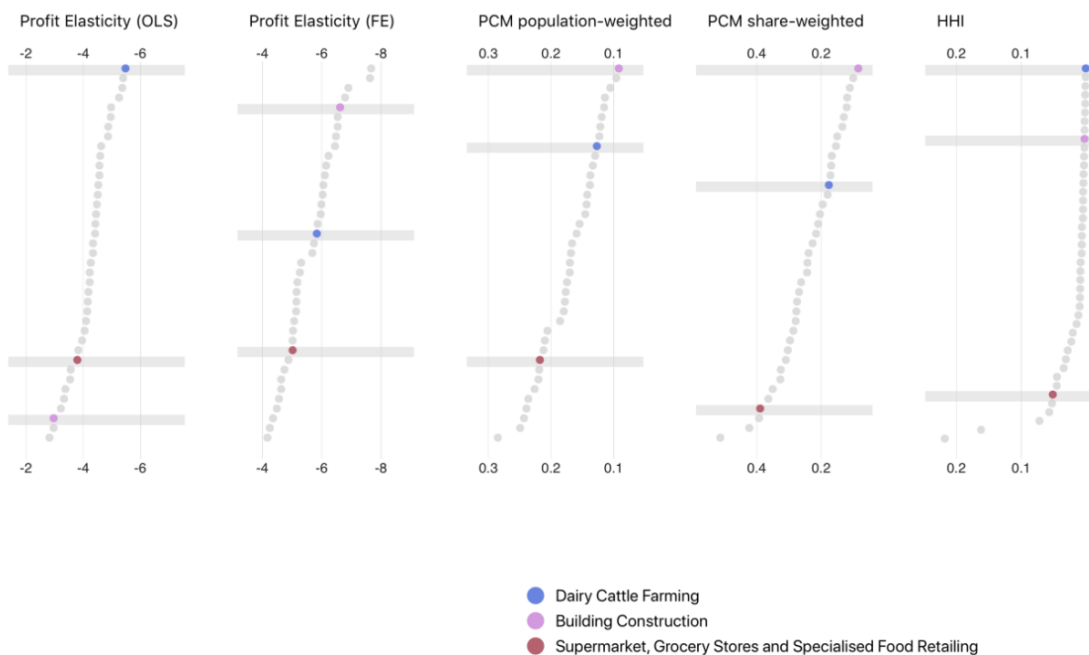 Profit Elasticity (OLS) Profit Elasticity (FE) PCM population-weighted PCM share-weighted HHI
-2 -4 -6 -4 -6 -8 0.3 0.2 0.1 0.4 0.2 0.2 0.1
-2 -4 -6 -4 -6 -8 0.3 0.2 0.1 0.4 0.2 0.2 0.1
Dairy Cattle Farming
Building Construction
Supermarket, Grocery Stores and Specialised Food Retailing